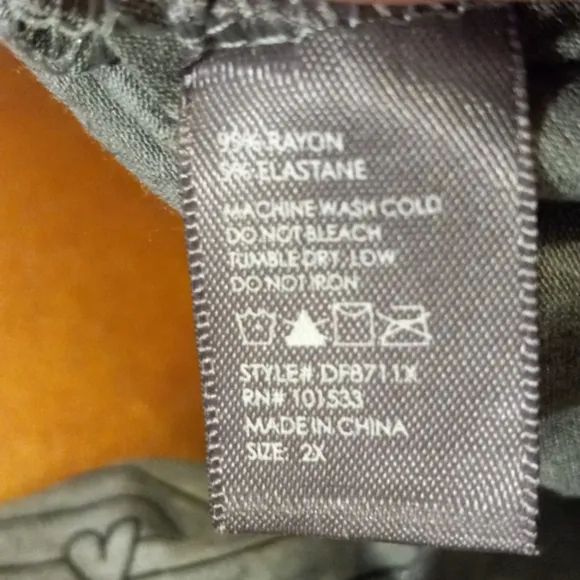 95% RAYON
5% ELASTANE
MACHINE WASH COLD
DO NOT BLEACH
TUMBLE DRY, LOW
DO NOT IRON
STYLE# DF8711X
RN# 101533
MADE IN CHINA
SIZE: 2X